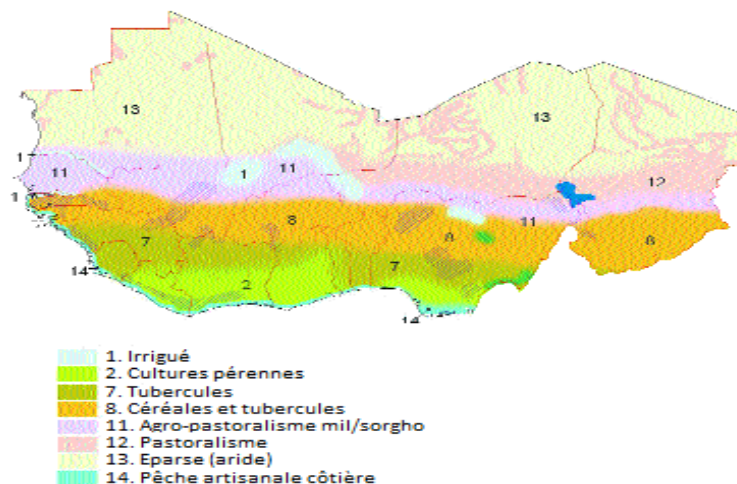 13
13
1
11
1
11
12
1
11
8
8
8
7
7
14
2
14
1. Irrigué
2. Cultures pérennes
7. Tubercules
8. Céréales et tubercules
11. Agro-pastoralisme mil/sorgho
12. Pastoralisme
13. Eparse (aride)
14. Pêche artisanale côtière